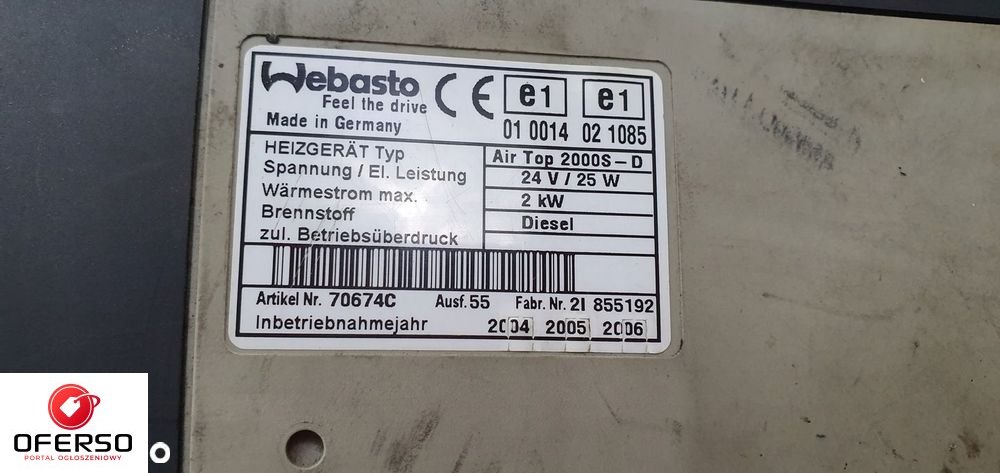 Webasto
Feel the drive
Made in Germany
CE e1 e1
01 0014 02 1085
HEIZGERÄT Typ Air Top 2000S - D
Spannung / El. Leistung 24 V / 25 W
Wärmestrom max. 2 kW
Brennstoff Diesel
zul. Betriebsüberdruck
Artikel Nr. 70674C Ausf. 55 Fabr. Nr. 2I 855192
Inbetriebnahmejahr 2004 2005 2006
OFERSO
PORTAL OGŁOSZENIOWY